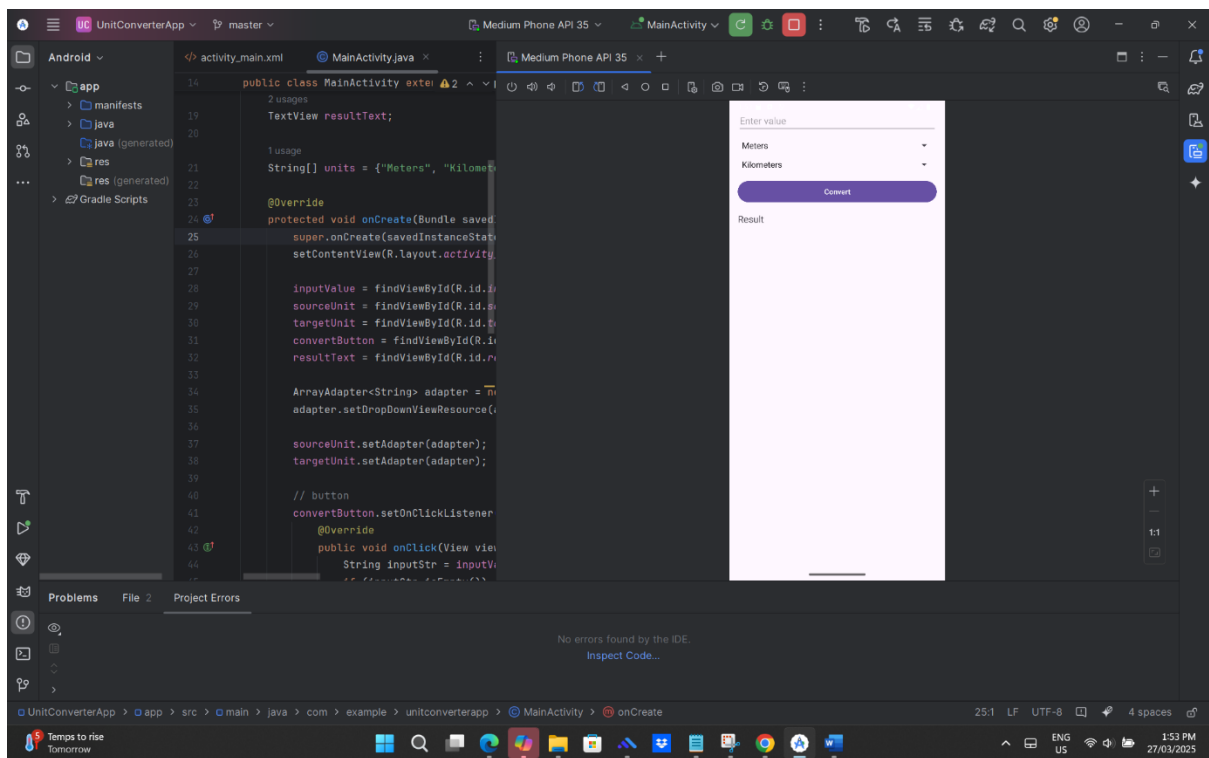 UC UnitConverterApp master Medium Phone API 35 MainActivity
Android
app
manifests
java
java (generated)
res
res (generated)
Gradle Scripts
activity_main.xml MainActivity.java
14 public class MainActivity exter 2
2 usages
19 TextView resultText;
20
1 usage
21 String[] units = {"Meters", "Kilomet
22
23 @Override
24 protected void onCreate(Bundle saved
25 super.onCreate(savedInstanceState
26 setContentView(R.layout.activity
27
28 inputValue = findViewById(R.id.i
29 sourceUnit = findViewById(R.id.s
30 targetUnit = findViewById(R.id.t
31 convertButton = findViewById(R.i
32 resultText = findViewById(R.id.r
33
34 ArrayAdapter<String> adapter = n
35 adapter.setDropDownViewResource(
36
37 sourceUnit.setAdapter(adapter);
38 targetUnit.setAdapter(adapter);
39
40 // button
41 convertButton.setOnClickListener
42 @Override
43 public void onClick(View vie
44 String inputStr = inputV
Medium Phone API 35
Enter value
Meters
Kilometers
Convert
Result
1:1
Problems File 2 Project Errors
No errors found by the IDE.
Inspect Code...
UnitConverterApp > app > src > main > java > com > example > unitconverterapp > MainActivity > onCreate
25:1 LF UTF-8 4 spaces
5 Temps to rise
Tomorrow
ENG
US
1:53 PM
27/03/2025